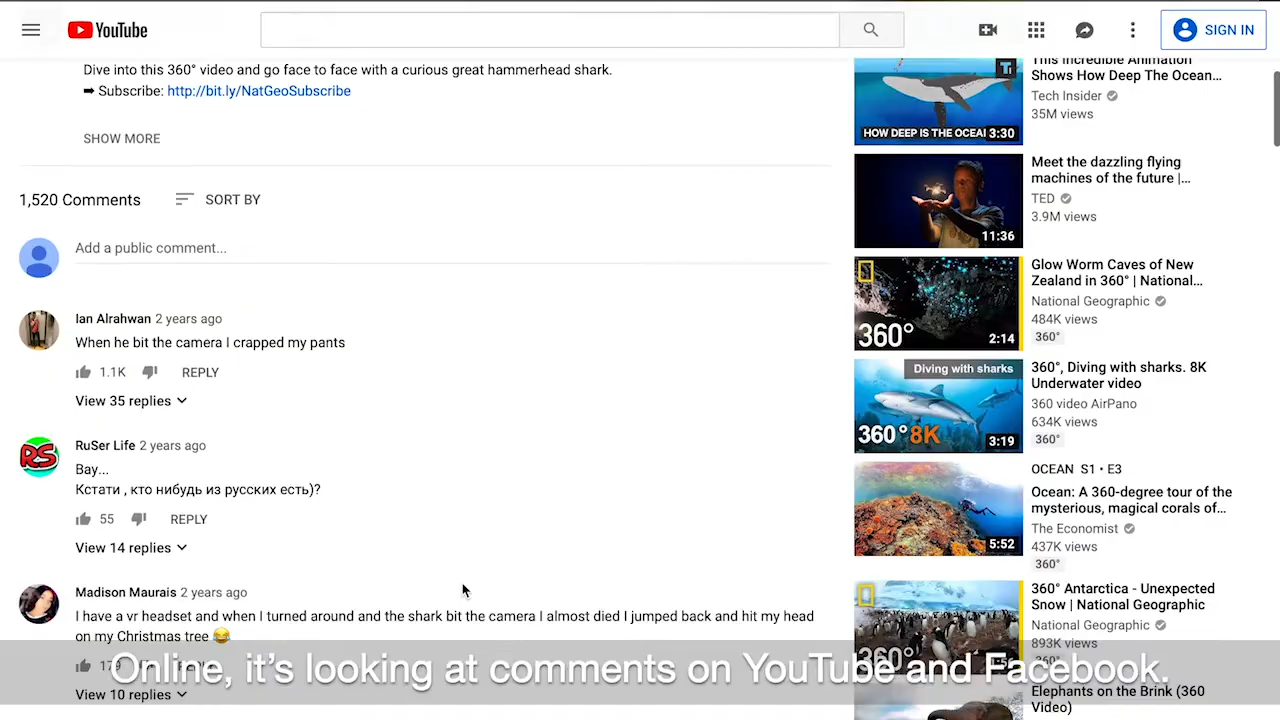 YouTube
SIGN IN
Dive into this 360° video and go face to face with a curious great hammerhead shark.
➡ Subscribe: http://bit.ly/NatGeoSubscribe
SHOW MORE
1,520 Comments
SORT BY
Add a public comment...
Ian Alrahwan 2 years ago
When he bit the camera I crapped my pants
1.1K REPLY
View 35 replies
RS
RuSer Life 2 years ago
Bay...
Кстати , кто нибудь из русских есть)?
55 REPLY
View 14 replies
Madison Maupis 2 years ago
I have a vr headset and when I turned around and the shark bit the camera I almost died I jumped back and hit my head
on my Christmas tree 😂
View 10 replies
This Incredible Animation
Shows How Deep The Ocean...
Tech Insider
35M views
HOW DEEP IS THE OCEAN 3:30
Meet the dazzling flying
machines of the future |...
TED
3.9M views
11:36
Glow Worm Caves of New
Zealand in 360° | National...
National Geographic
484K views
360°
360°
2:14
360°, Diving with sharks. 8K
Underwater video
360 video AirPano
634K views
360°
Diving with sharks
360° 8K
3:19
OCEAN S1 • E3
Ocean: A 360-degree tour of the
mysterious, magical corals of...
The Economist
437K views
360°
5:52
360° Antarctica - Unexpected
Snow | National Geographic
National Geographic
893K views
360°
360°
Elephants on the Brink (360
Video)
Online, it's looking at comments on YouTube and Facebook.